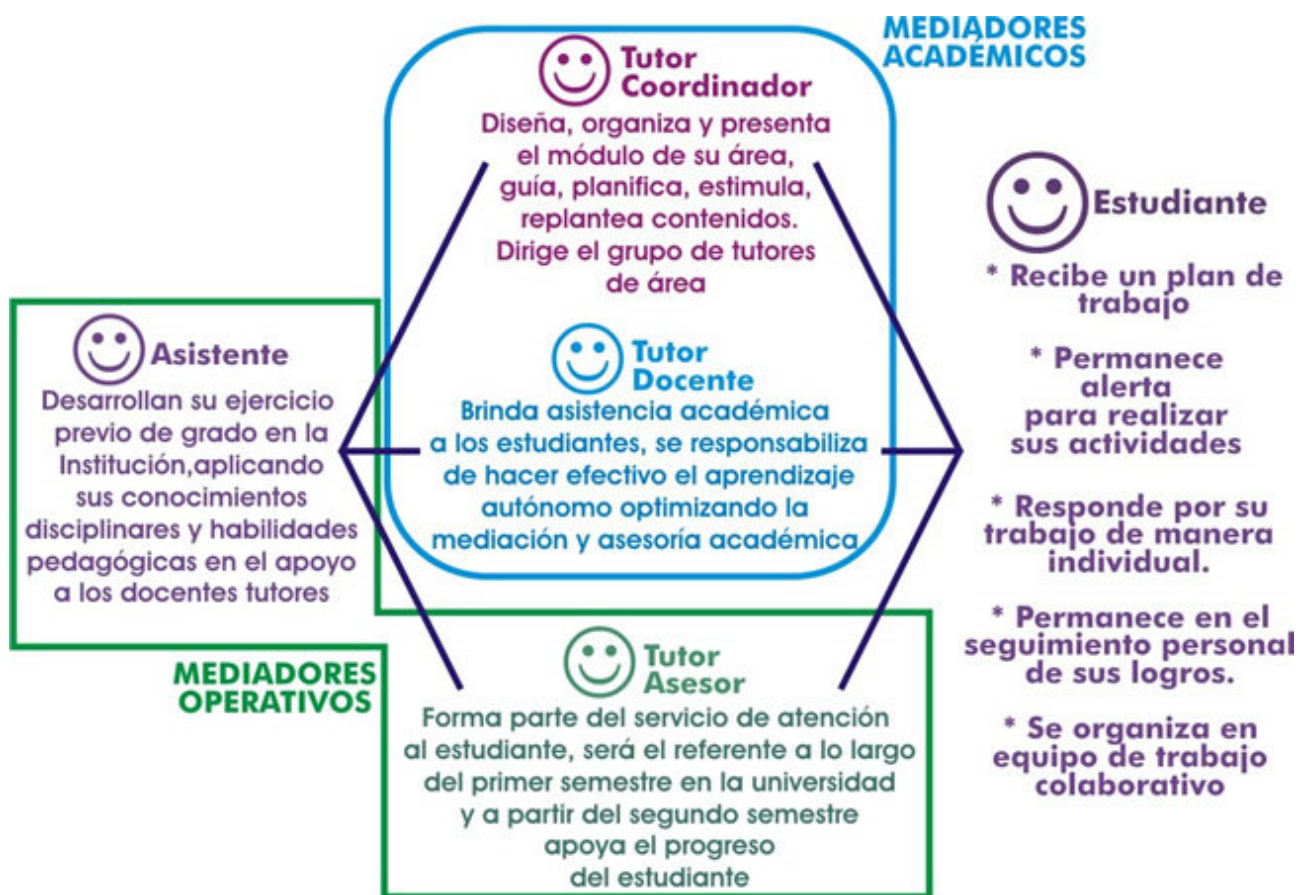 MEDIADORES
ACADÉMICOS
Tutor
Coordinador
Diseña, organiza y presenta
el módulo de su área,
guía, planifica, estimula,
replantea contenidos.
Dirige el grupo de tutores
de área
Asistente
Desarrollan su ejercicio
previo de grado en la
Institución,aplicando
sus conocimientos
disciplinares y habilidades
pedagógicas en el apoyo
a los docentes tutores
Tutor
Docente
Brinda asistencia académica
a los estudiantes, se responsabiliza
de hacer efectivo el aprendizaje
autónomo optimizando la
mediación y asesoría académica
MEDIADORES
OPERATIVOS
Tutor
Asesor
Forma parte del servicio de atención
al estudiante, será el referente a lo largo
del primer semestre en la universidad
y a partir del segundo semestre
apoya el progreso
del estudiante
Estudiante
* Recibe un plan de
trabajo
* Permanece
alerta
para realizar
sus actividades
* Responde por su
trabajo de manera
individual.
* Permanece en el
seguimiento personal
de sus logros.
* Se organiza en
equipo de trabajo
colaborativo